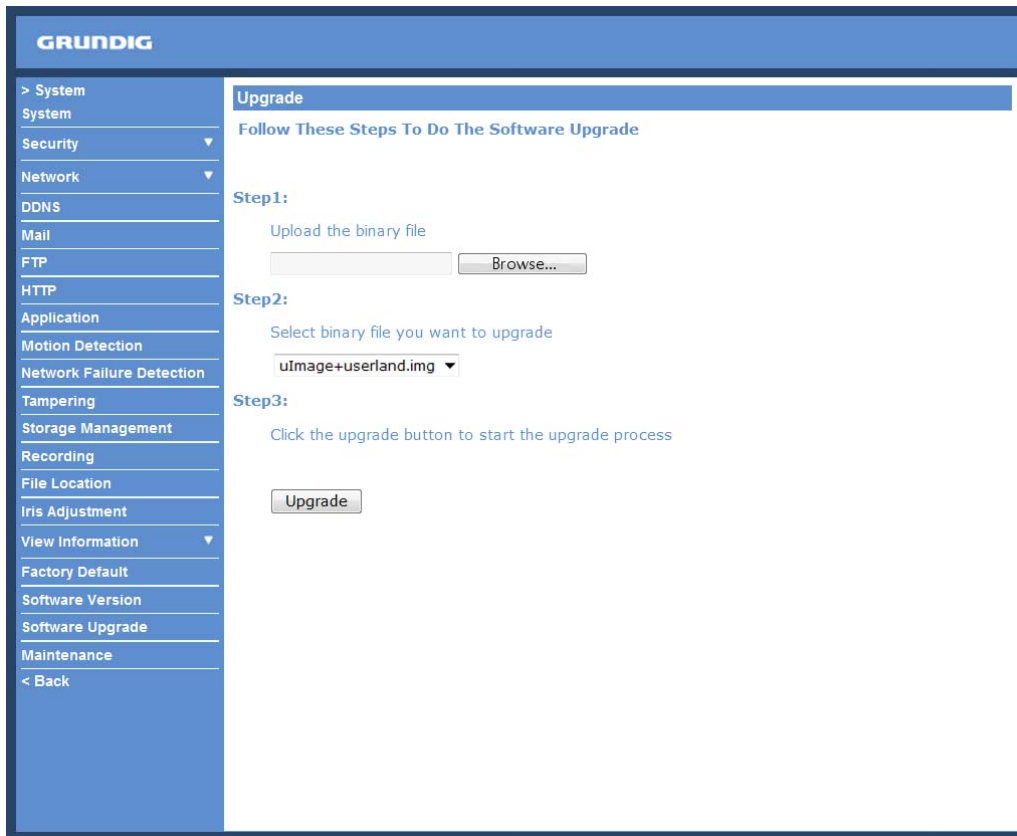 GRUNDIG
> System
System
Security
Network
DDNS
Mail
FTP
HTTP
Application
Motion Detection
Network Failure Detection
Tampering
Storage Management
Recording
File Location
Iris Adjustment
View Information
Factory Default
Software Version
Software Upgrade
Maintenance
< Back
Upgrade
Follow These Steps To Do The Software Upgrade
Step1:
Upload the binary file
Browse...
Step2:
Select binary file you want to upgrade
uImage+userland.img
Step3:
Click the upgrade button to start the upgrade process
Upgrade